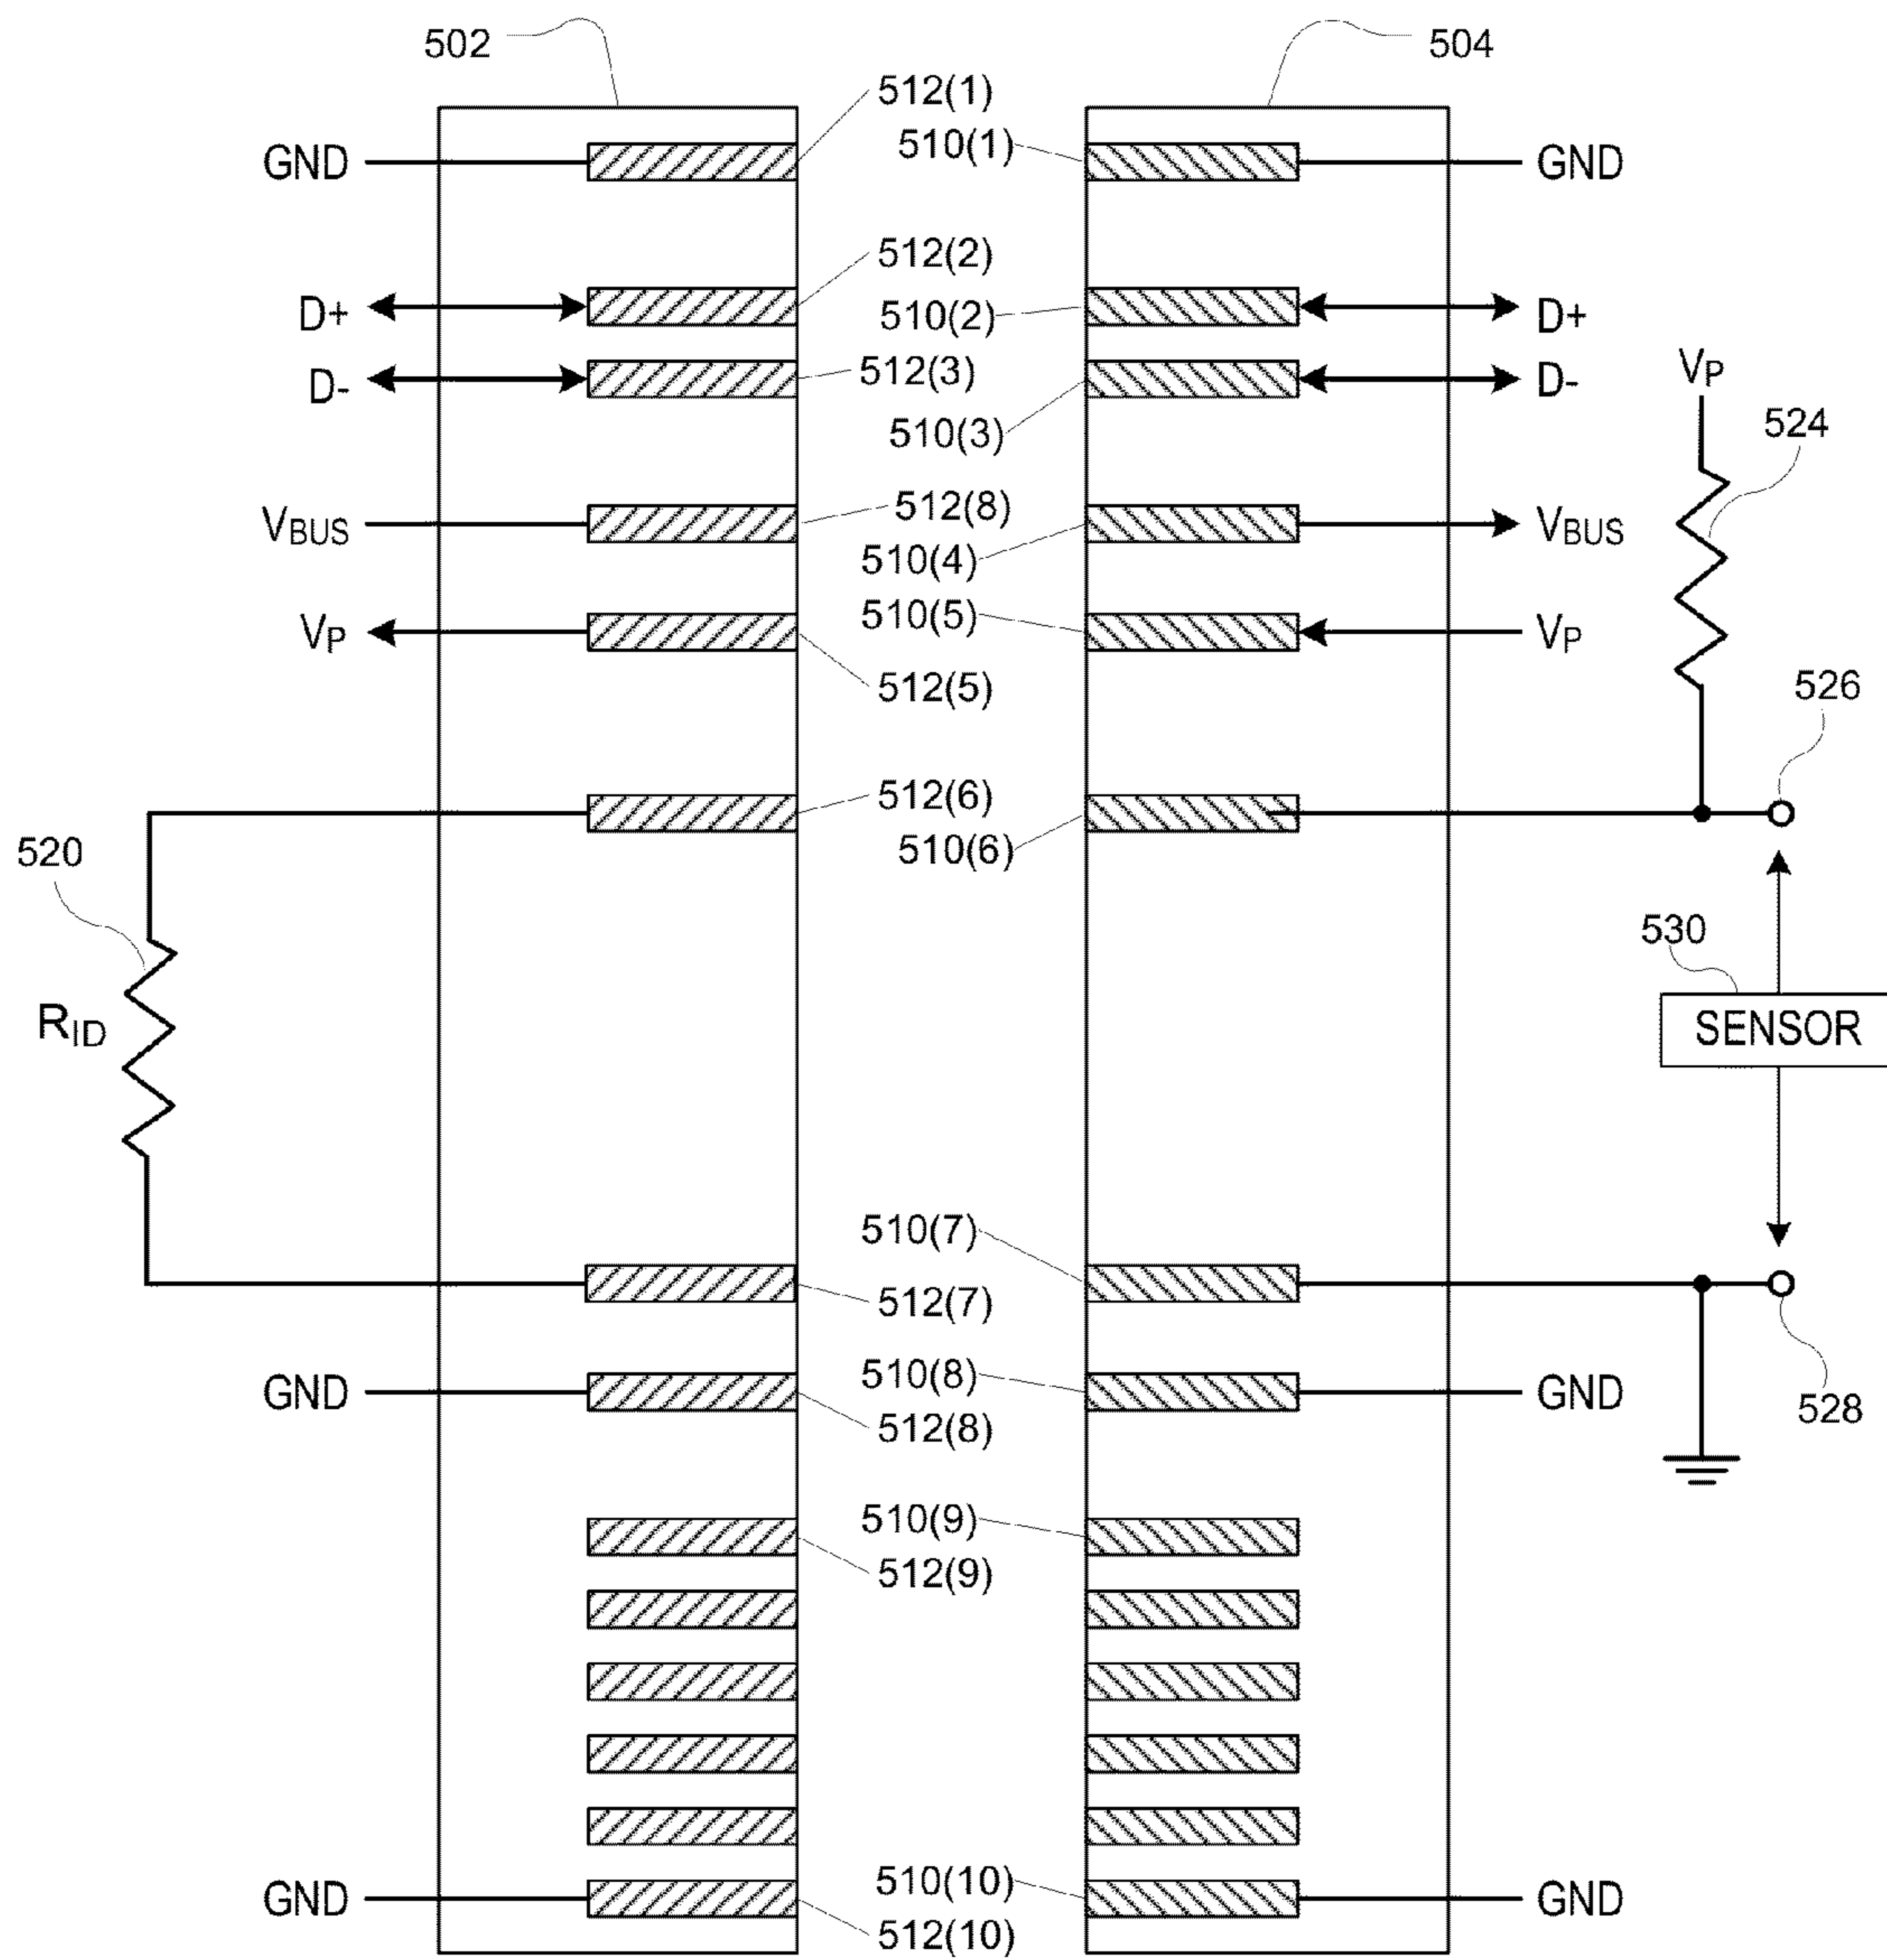 502
504
512(1)
510(1)
GND
GND
512(2)
D+
510(2)
D+
512(3)
D-
D-
VP
510(3)
524
512(8)
VBUS
VBUS
510(4)
510(5)
VP
VP
512(5)
526
512(6)
510(6)
520
530
RID
SENSOR
510(7)
512(7)
510(8)
GND
GND
528
512(8)
510(9)
512(9)
510(10)
GND
GND
512(10)